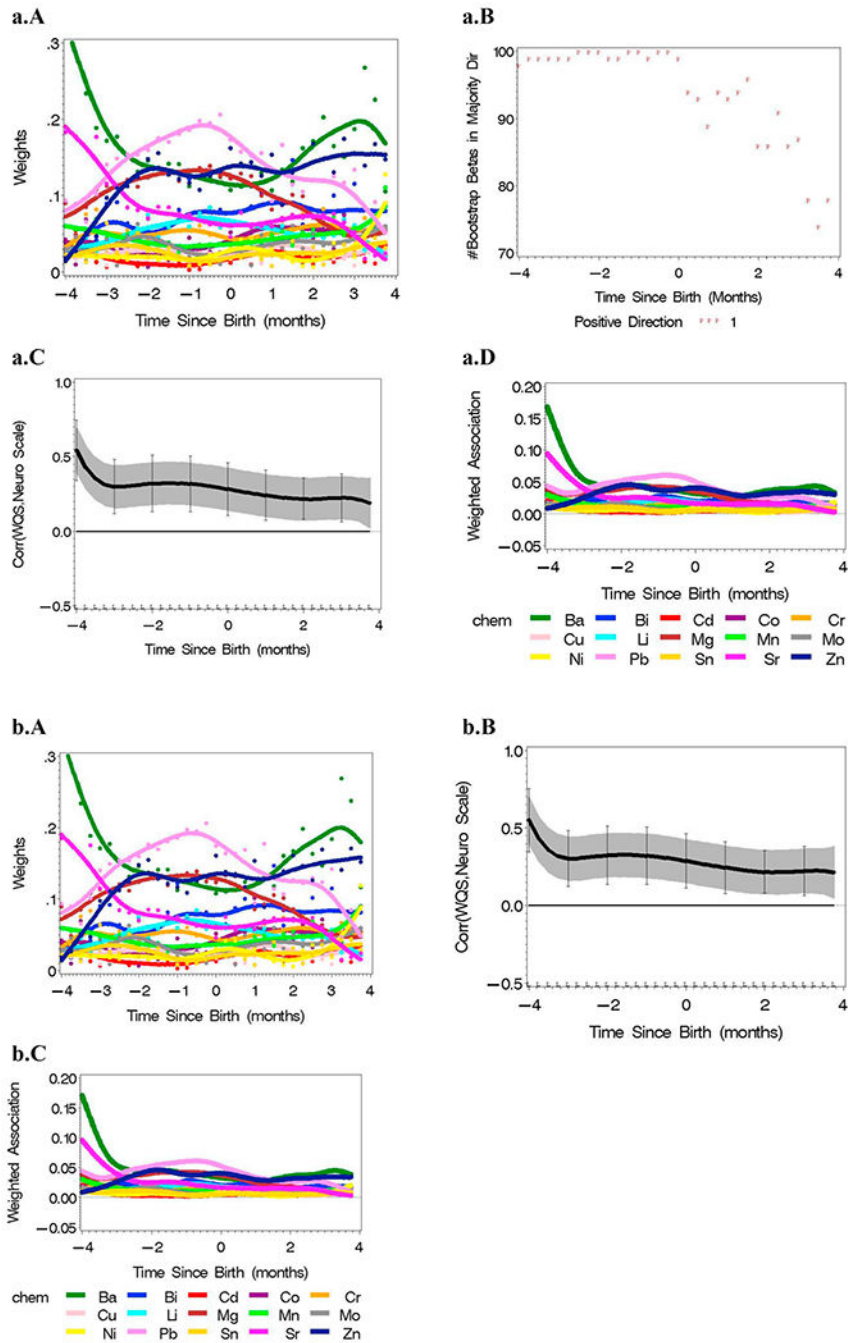 a.A
.3
.2
.1
0
Weights
−4 −3 −2 −1 0 1 2 3 4
Time Since Birth (months)
a.B
100
90
80
70
#Bootstrap Betas in Majority Dir
−4 −2 0 2 4
Time Since Birth (Months)
Positive Direction P P P 1
a.C
1.0
0.5
0.0
−0.5
Corr(WQS,Neuro Scale)
−4 −3 −2 −1 0 1 2 3 4
Time Since Birth (months)
a.D
0.20
0.15
0.10
0.05
0.00
−0.05
Weighted Association
−4 −2 0 2 4
Time Since Birth (months)
chem Ba Bi Cd Co Cr
Cu Li Mg Mn Mo
Ni Pb Sn Sr Zn
b.A
.3
.2
.1
0
Weights
−4 −3 −2 −1 0 1 2 3 4
Time Since Birth (months)
b.B
1.0
0.5
0.0
−0.5
Corr(WQS,Neuro Scale)
−4 −2 0 2 4
Time Since Birth (months)
b.C
0.20
0.15
0.10
0.05
0.00
−0.05
Weighted Association
−4 −2 0 2 4
Time Since Birth (months)
chem Ba Bi Cd Co Cr
Cu Li Mg Mn Mo
Ni Pb Sn Sr Zn